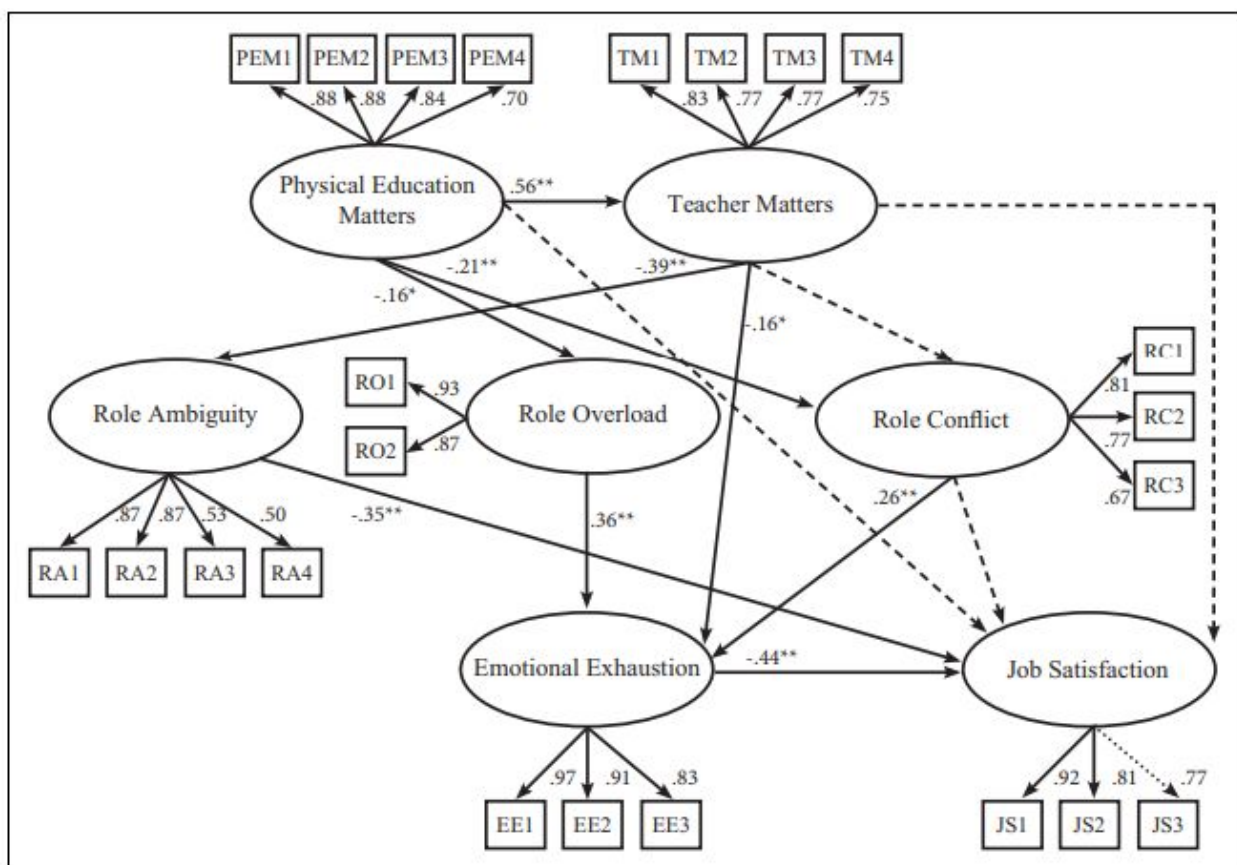 PEM1 PEM2 PEM3 PEM4 TM1 TM2 TM3 TM4
.88 .88 .84 .70 .83 .77 .77 .75
Physical Education
Matters
.56**
Teacher Matters
-.21** -.39**
-.16* -.16*
Role Ambiguity
RO1 .93
RO2 .87
Role Overload
Role Conflict
RC1
.81
RC2
.77
RC3
.67
.87 .87 .53 .50
RA1 RA2 RA3 RA4
-.35**
.36**
.26**
Emotional Exhaustion
-.44**
Job Satisfaction
.97 .91 .83 .92 .81 .77
EE1 EE2 EE3 JS1 JS2 JS3